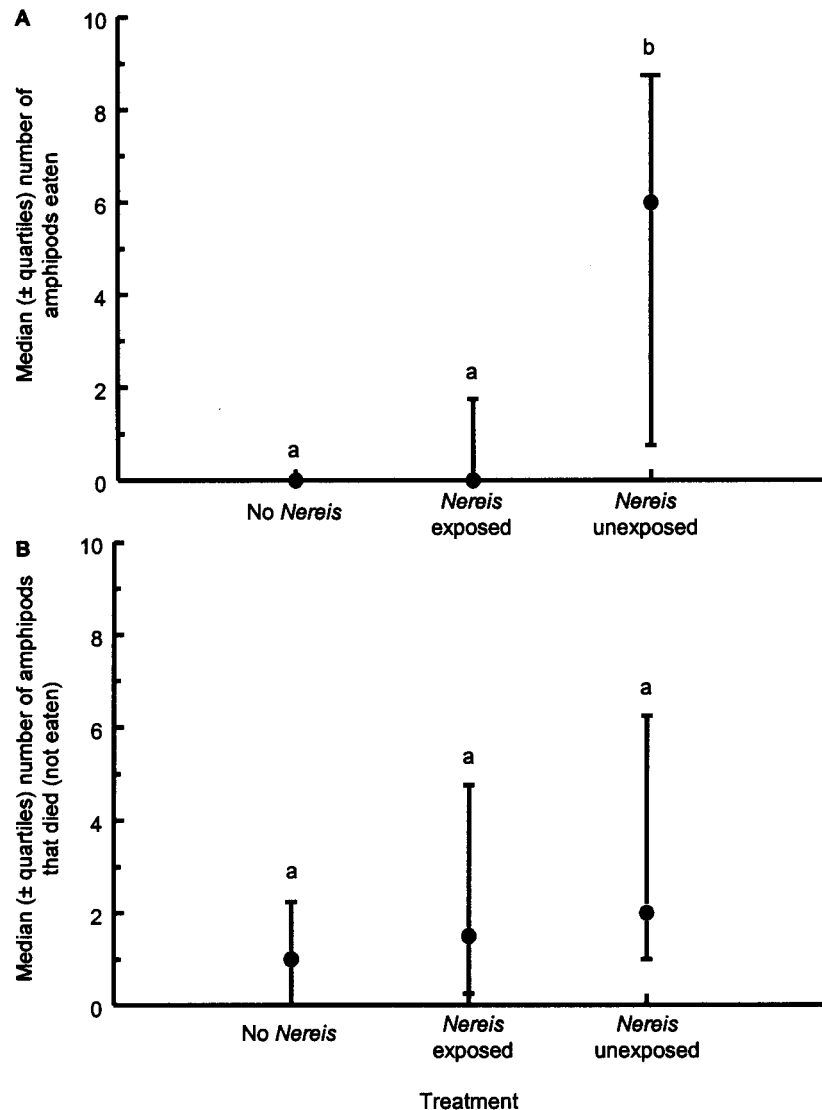 A
Median (± quartiles) number of
amphipods eaten
10
8
6
4
2
0
a
a
b
No Nereis
Nereis
exposed
Nereis
unexposed
B
Median (± quartiles) number of amphipods
that died (not eaten)
10
8
6
4
2
0
a
a
a
No Nereis
Nereis
exposed
Nereis
unexposed
Treatment